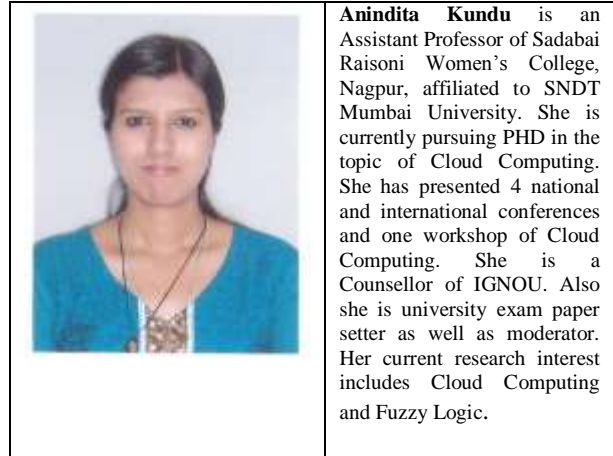 Anindita Kundu is an
Assistant Professor of Sadabai
Raisoni Women's College,
Nagpur, affiliated to SNDT
Mumbai University. She is
currently pursuing PHD in the
topic of Cloud Computing.
She has presented 4 national
and international conferences
and one workshop of Cloud
Computing. She is a
Counsellor of IGNOU. Also
she is university exam paper
setter as well as moderator.
Her current research interest
includes Cloud Computing
and Fuzzy Logic.